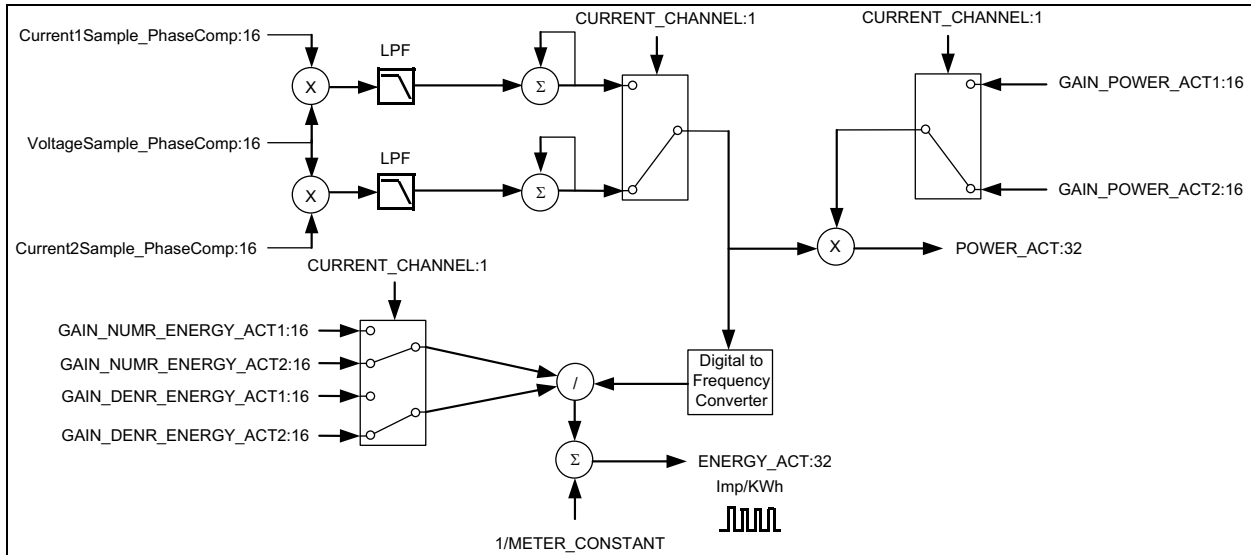 CURRENT_CHANNEL:1
CURRENT_CHANNEL:1
Current1Sample_PhaseComp:16
LPF
X
Σ
GAIN_POWER_ACT1:16
VoltageSample_PhaseComp:16
LPF
X
Σ
GAIN_POWER_ACT2:16
Current2Sample_PhaseComp:16
X
POWER_ACT:32
CURRENT_CHANNEL:1
GAIN_NUMR_ENERGY_ACT1:16
GAIN_NUMR_ENERGY_ACT2:16
GAIN_DENR_ENERGY_ACT1:16
GAIN_DENR_ENERGY_ACT2:16
/
Digital to
Frequency
Converter
Σ
ENERGY_ACT:32
Imp/KWh
1/METER_CONSTANT